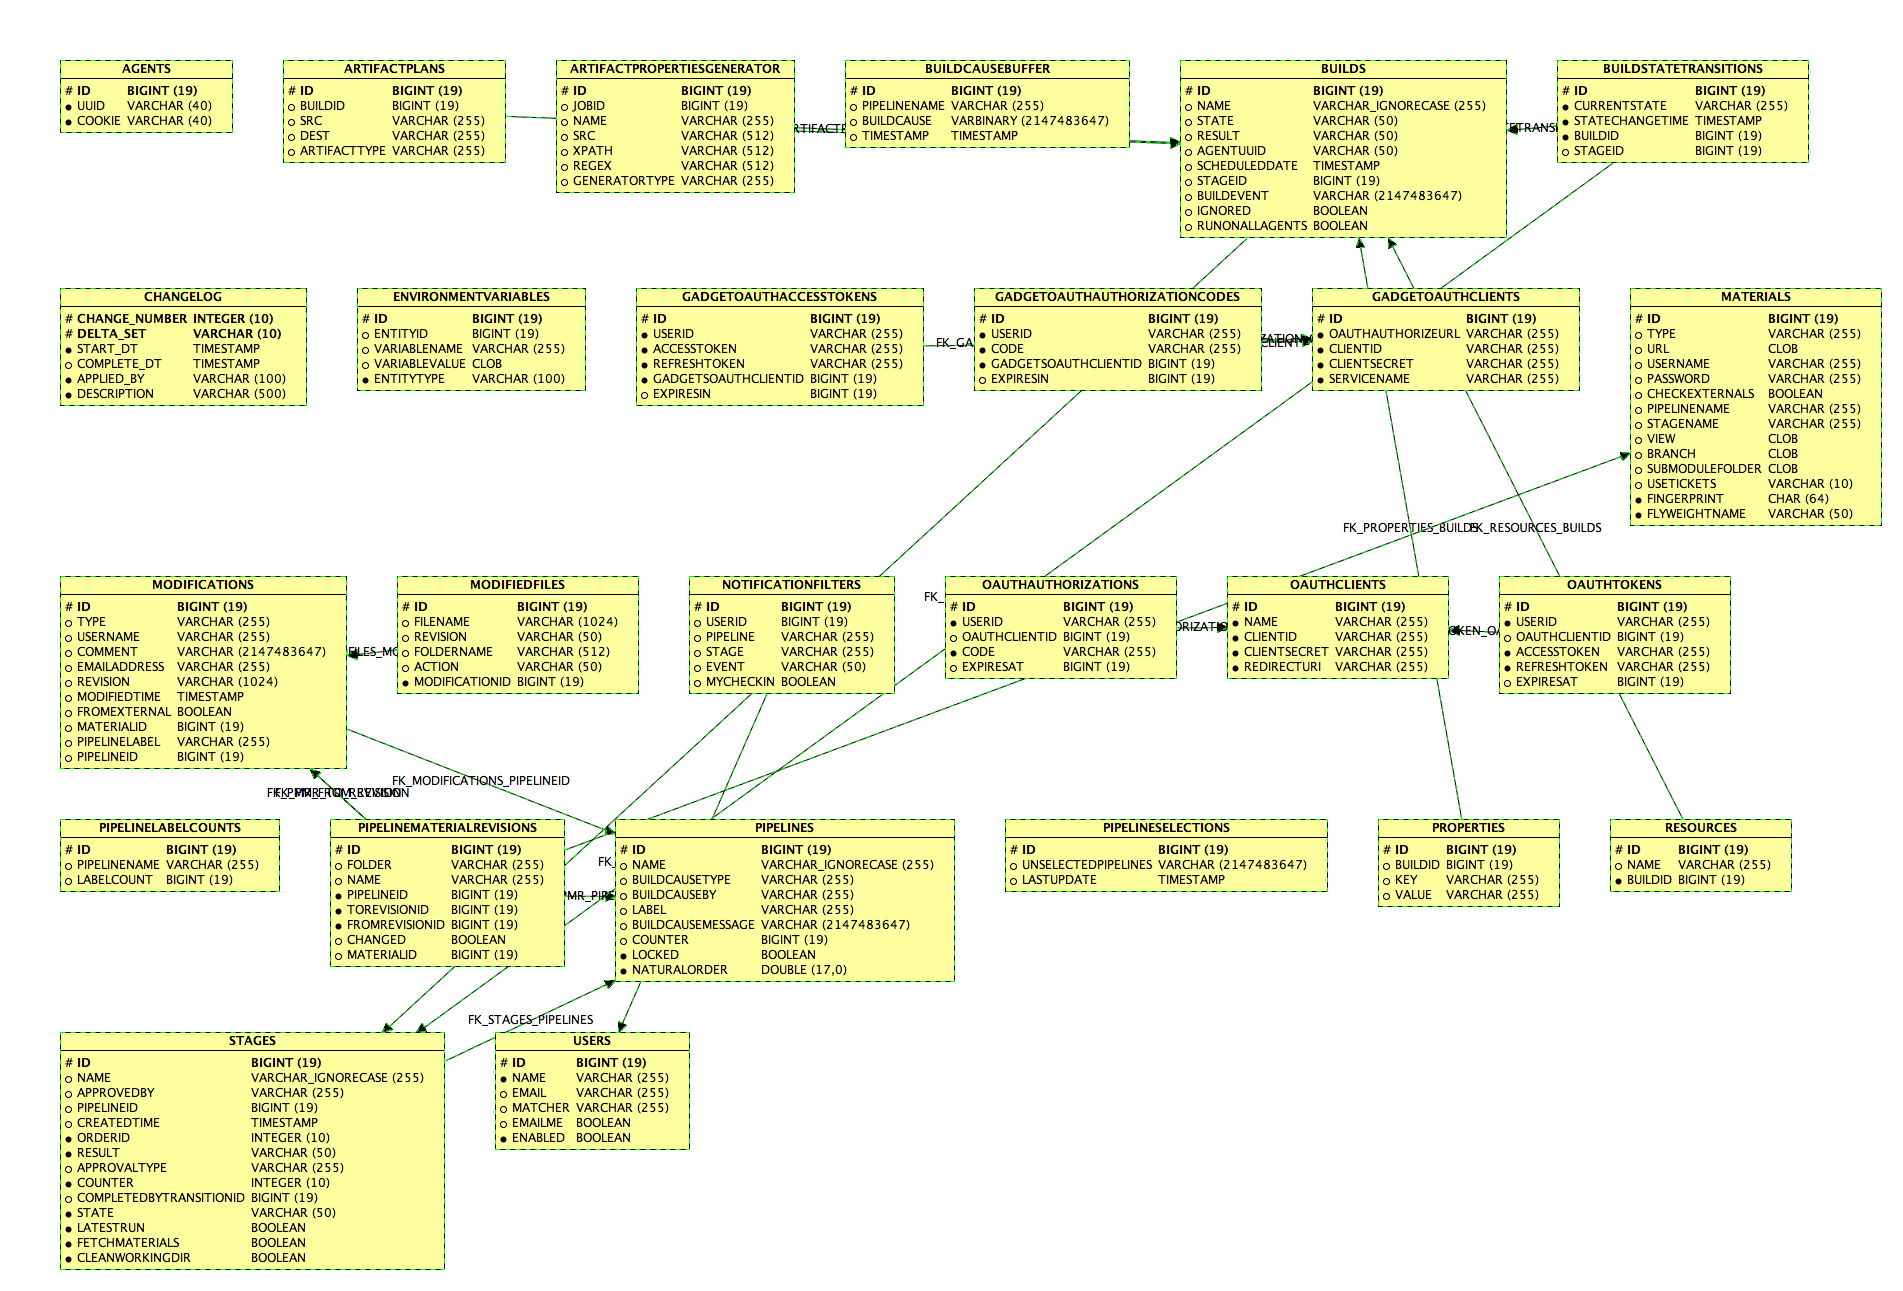 AGENTS
# ID BIGINT (19)
UUID VARCHAR (40)
COOKIE VARCHAR (40)
ARTIFACTPLANS
# ID BIGINT (19)
BUILDID BIGINT (19)
SRC VARCHAR (255)
DEST VARCHAR (255)
ARTIFACTTYPE VARCHAR (255)
ARTIFACTPROPERTIESGENERATOR
# ID BIGINT (19)
JOBID BIGINT (19)
NAME VARCHAR (255)
SRC VARCHAR (512)
XPATH VARCHAR (512)
REGEX VARCHAR (512)
GENERATORTYPE VARCHAR (255)
BUILDCAUSEBUFFER
# ID BIGINT (19)
PIPELINENAME VARCHAR (255)
BUILDCAUSE VARBINARY (2147483647)
TIMESTAMP TIMESTAMP
BUILDS
# ID BIGINT (19)
NAME VARCHAR_IGNORECASE (255)
STATE VARCHAR (50)
RESULT VARCHAR (50)
AGENTUUID VARCHAR (50)
SCHEDULEDDATE TIMESTAMP
STAGEID BIGINT (19)
BUILDEVENT VARCHAR (2147483647)
IGNORED BOOLEAN
RUNONALLAGENTS BOOLEAN
BUILDSTATETRANSITIONS
# ID BIGINT (19)
CURRENTSTATE VARCHAR (255)
STATECHANGETIME TIMESTAMP
BUILDID BIGINT (19)
STAGEID BIGINT (19)
CHANGELOG
# CHANGE_NUMBER INTEGER (10)
# DELTA_SET VARCHAR (10)
START_DT TIMESTAMP
COMPLETE_DT TIMESTAMP
APPLIED_BY VARCHAR (100)
DESCRIPTION VARCHAR (500)
ENVIRONMENTVARIABLES
# ID BIGINT (19)
ENTITYID BIGINT (19)
VARIABLENAME VARCHAR (255)
VARIABLEVALUE CLOB
ENTITYTYPE VARCHAR (100)
GADGETOAUTHACCESSTOKENS
# ID BIGINT (19)
USERID VARCHAR (255)
ACCESSTOKEN VARCHAR (255)
REFRESHTOKEN VARCHAR (255)
GADGETSOAUTHCLIENTID BIGINT (19)
EXPIRESIN BIGINT (19)
FK_GA
GADGETOAUTHAUTHORIZATIONCODES
# ID BIGINT (19)
USERID VARCHAR (255)
CODE VARCHAR (255)
GADGETSOAUTHCLIENTID BIGINT (19)
EXPIRESIN BIGINT (19)
GADGETOAUTHCLIENTS
# ID BIGINT (19)
OAUTHAUTHORIZEURL VARCHAR (255)
CLIENTID VARCHAR (255)
CLIENTSECRET VARCHAR (255)
SERVICENAME VARCHAR (255)
MATERIALS
# ID BIGINT (19)
TYPE VARCHAR (255)
URL CLOB
USERNAME VARCHAR (255)
PASSWORD VARCHAR (255)
CHECKEXTERNALS BOOLEAN
PIPELINENAME VARCHAR (255)
STAGENAME VARCHAR (255)
VIEW CLOB
BRANCH CLOB
SUBMODULEFOLDER CLOB
USETICKETS VARCHAR (10)
FINGERPRINT CHAR (64)
FLYWEIGHTNAME VARCHAR (50)
FK_PROPERTIES_BUILDS
FK_RESOURCES_BUILDS
MODIFICATIONS
# ID BIGINT (19)
TYPE VARCHAR (255)
USERNAME VARCHAR (255)
COMMENT VARCHAR (2147483647)
EMAILADDRESS VARCHAR (255)
REVISION VARCHAR (1024)
MODIFIEDTIME TIMESTAMP
FROMEXTERNAL BOOLEAN
MATERIALID BIGINT (19)
PIPELINELABEL VARCHAR (255)
PIPELINEID BIGINT (19)
MODIFIEDFILES
# ID BIGINT (19)
FILENAME VARCHAR (1024)
REVISION VARCHAR (50)
FOLDERNAME VARCHAR (512)
ACTION VARCHAR (50)
MODIFICATIONID BIGINT (19)
NOTIFICATIONFILTERS
# ID BIGINT (19)
USERID BIGINT (19)
PIPELINE VARCHAR (255)
STAGE VARCHAR (255)
EVENT VARCHAR (50)
MYCHECKIN BOOLEAN
FK_
OAUTHAUTHORIZATIONS
# ID BIGINT (19)
USERID VARCHAR (255)
OAUTHCLIENTID BIGINT (19)
CODE VARCHAR (255)
EXPIRESAT BIGINT (19)
OAUTHCLIENTS
# ID BIGINT (19)
NAME VARCHAR (255)
CLIENTID VARCHAR (255)
CLIENTSECRET VARCHAR (255)
REDIRECTURI VARCHAR (255)
OAUTHTOKENS
# ID BIGINT (19)
USERID VARCHAR (255)
OAUTHCLIENTID BIGINT (19)
ACCESSTOKEN VARCHAR (255)
REFRESHTOKEN VARCHAR (255)
EXPIRESAT BIGINT (19)
FK_MODIFICATIONS_PIPELINEID
PIPELINELABELCOUNTS
# ID BIGINT (19)
PIPELINENAME VARCHAR (255)
LABELCOUNT BIGINT (19)
PIPELINEMATERIALREVISIONS
# ID BIGINT (19)
FOLDER VARCHAR (255)
NAME VARCHAR (255)
PIPELINEID BIGINT (19)
TOREVISIONID BIGINT (19)
FROMREVISIONID BIGINT (19)
CHANGED BOOLEAN
MATERIALID BIGINT (19)
PIPELINES
# ID BIGINT (19)
NAME VARCHAR_IGNORECASE (255)
BUILDCAUSETYPE VARCHAR (255)
BUILDCAUSEBY VARCHAR (255)
LABEL VARCHAR (255)
BUILDCAUSEMESSAGE VARCHAR (2147483647)
COUNTER BIGINT (19)
LOCKED BOOLEAN
NATURALORDER DOUBLE (17,0)
PIPELINESELECTIONS
# ID BIGINT (19)
UNSELECTEDPIPELINES VARCHAR (2147483647)
LASTUPDATE TIMESTAMP
PROPERTIES
# ID BIGINT (19)
BUILDID BIGINT (19)
KEY VARCHAR (255)
VALUE VARCHAR (255)
RESOURCES
# ID BIGINT (19)
NAME VARCHAR (255)
BUILDID BIGINT (19)
FK_STAGES_PIPELINES
STAGES
# ID BIGINT (19)
NAME VARCHAR_IGNORECASE (255)
APPROVEDBY VARCHAR (255)
PIPELINEID BIGINT (19)
CREATEDTIME TIMESTAMP
ORDERID INTEGER (10)
RESULT VARCHAR (50)
APPROVALTYPE VARCHAR (255)
COUNTER INTEGER (10)
COMPLETEDBYTRANSITIONID BIGINT (19)
STATE VARCHAR (50)
LATESTRUN BOOLEAN
FETCHMATERIALS BOOLEAN
CLEANWORKINGDIR BOOLEAN
USERS
# ID BIGINT (19)
NAME VARCHAR (255)
EMAIL VARCHAR (255)
MATCHER VARCHAR (255)
EMAILME BOOLEAN
ENABLED BOOLEAN